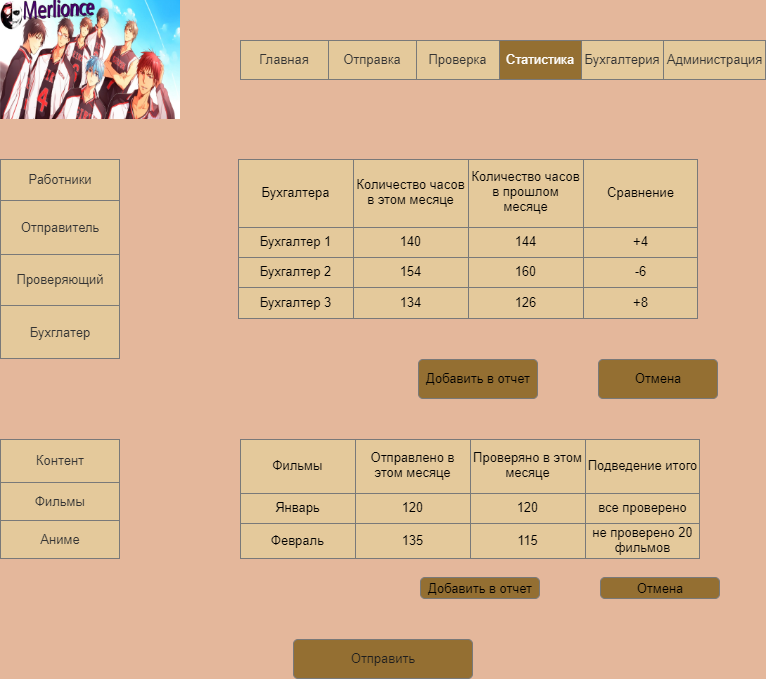 Merlionce
Главная Отправка Проверка Статистика Бухгалтерия Администрация
Работники
Отправитель
Проверяющий
Бухглатер
Бухгалтера Количество часов в этом месяце Количество часов в прошлом месяце Сравнение
Бухгалтер 1 140 144 +4
Бухгалтер 2 154 160 -6
Бухгалтер 3 134 126 +8
Добавить в отчет Отмена
Контент
Фильмы
Аниме
Фильмы Отправлено в этом месяце Проверяно в этом месяце Подведение итого
Январь 120 120 все проверено
Февраль 135 115 не проверено 20 фильмов
Добавить в отчет Отмена
Отправить